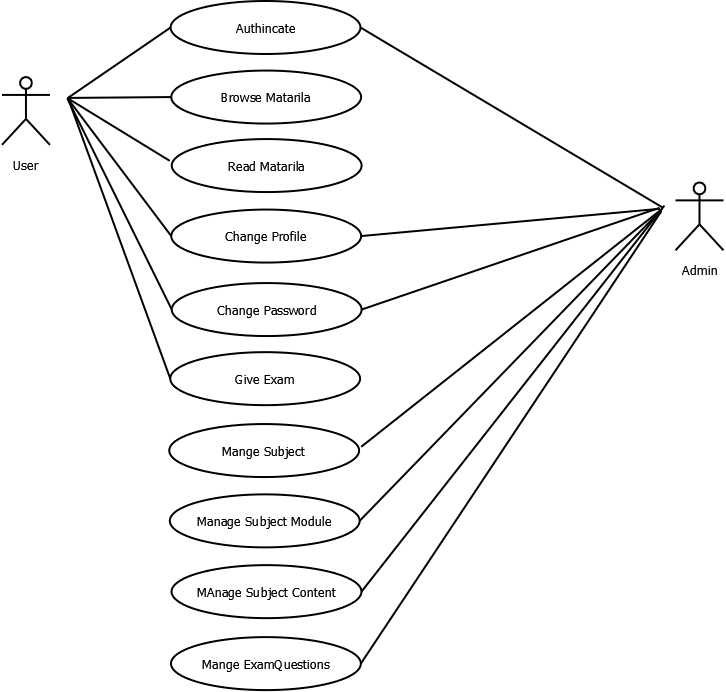 Authincate
Browse Matarila
User
Read Matarila
Change Profile
Admin
Change Password
Give Exam
Mange Subject
Manage Subject Module
MAnage Subject Content
Mange ExamQuestions